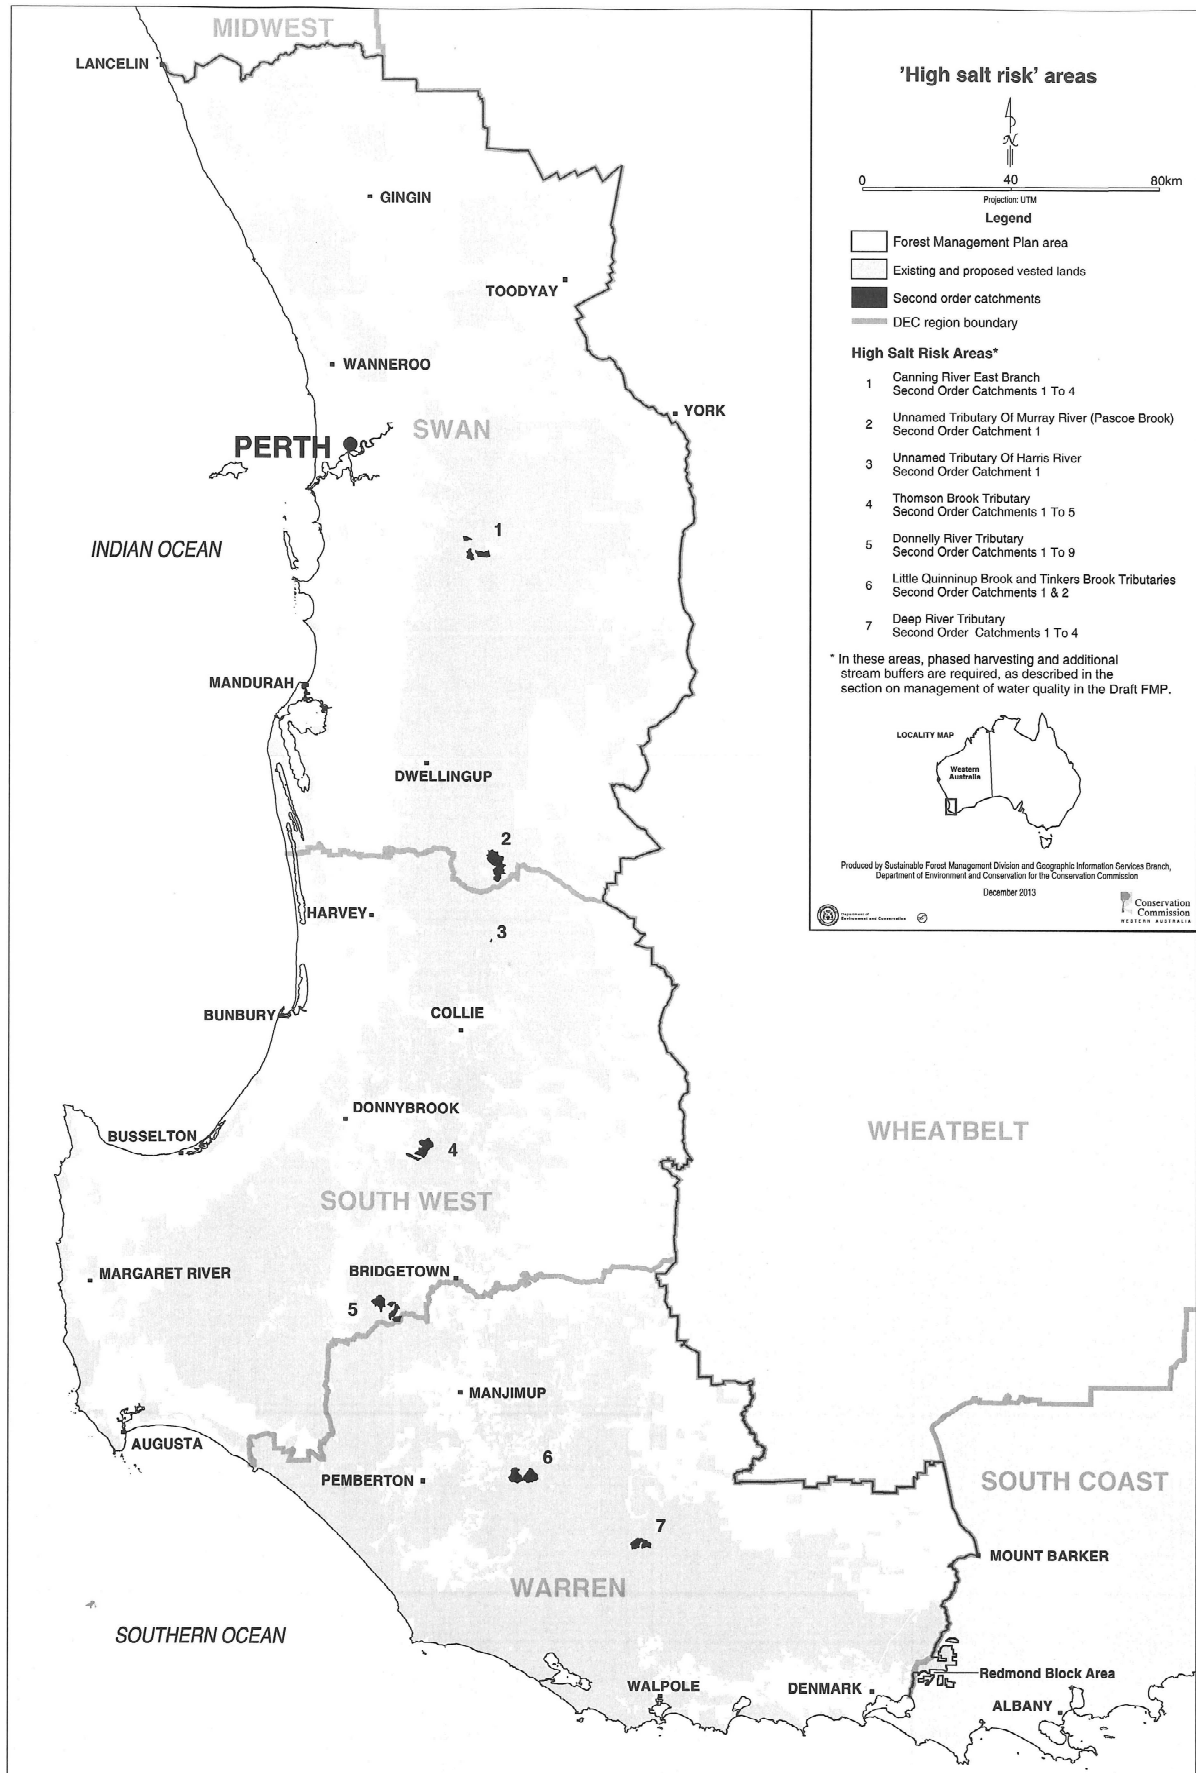 MIDWEST
LANCELIN
GINGIN
TOODYAY
WANNEROO
YORK
SWAN
PERTH
1
INDIAN OCEAN
MANDURAH
DWELLINGUP
2
HARVEY
3
BUNBURY
COLLIE
DONNYBROOK
BUSSELTON
4
WHEATBELT
SOUTH WEST
MARGARET RIVER
BRIDGETOWN
5
MANJIMUP
AUGUSTA
6
PEMBERTON
SOUTH COAST
7
MOUNT BARKER
WARREN
SOUTHERN OCEAN
Redmond Block Area
WALPOLE
DENMARK
ALBANY
'High salt risk' areas
N
0 40 80km
Projection: UTM
Legend
Forest Management Plan area
Existing and proposed vested lands
Second order catchments
DEC region boundary
High Salt Risk Areas*
1 Canning River East Branch
Second Order Catchments 1 To 4
2 Unnamed Tributary Of Murray River (Pascoe Brook)
Second Order Catchment 1
3 Unnamed Tributary Of Harris River
Second Order Catchment 1
4 Thomson Brook Tributary
Second Order Catchments 1 To 5
5 Donnelly River Tributary
Second Order Catchments 1 To 9
6 Little Quinninup Brook and Tinkers Brook Tributaries
Second Order Catchments 1 & 2
7 Deep River Tributary
Second Order Catchments 1 To 4
* In these areas, phased harvesting and additional
stream buffers are required, as described in the
section on management of water quality in the Draft FMP.
LOCALITY MAP
Western
Australia
Produced by Sustainable Forest Management Division and Geographic Information Services Branch,
Department of Environment and Conservation for the Conservation Commission
December 2013
Department of
Environment and Conservation
Conservation
Commission
WESTERN AUSTRALIA